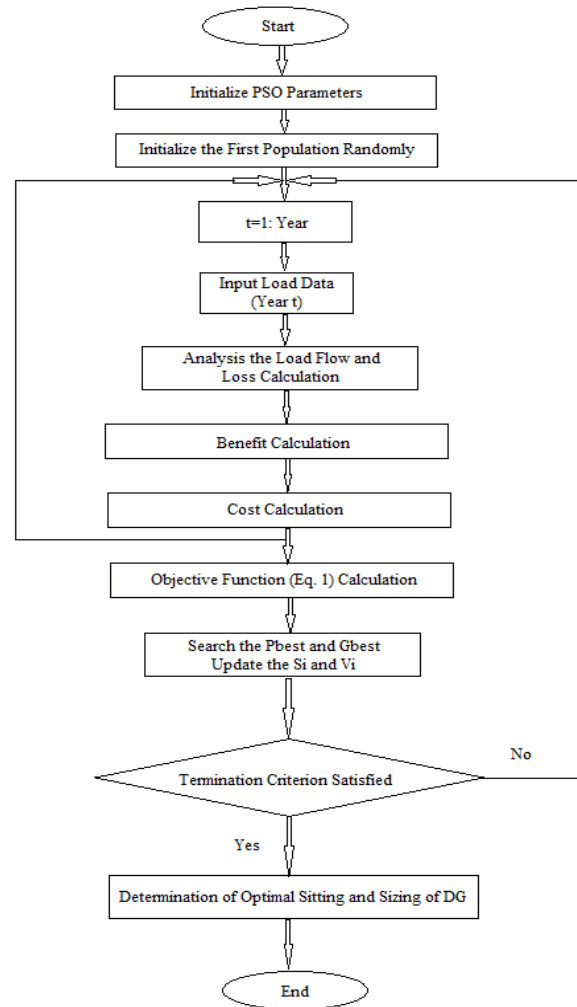 Start
Initialize PSO Parameters
Initialize the First Population Randomly
t=1: Year
Input Load Data
(Year t)
Analysis the Load Flow and
Loss Calculation
Benefit Calculation
Cost Calculation
Objective Function (Eq. 1) Calculation
Search the Pbest and Gbest
Update the Si and Vi
Termination Criterion Satisfied
No
Yes
Determination of Optimal Sitting and Sizing of DG
End